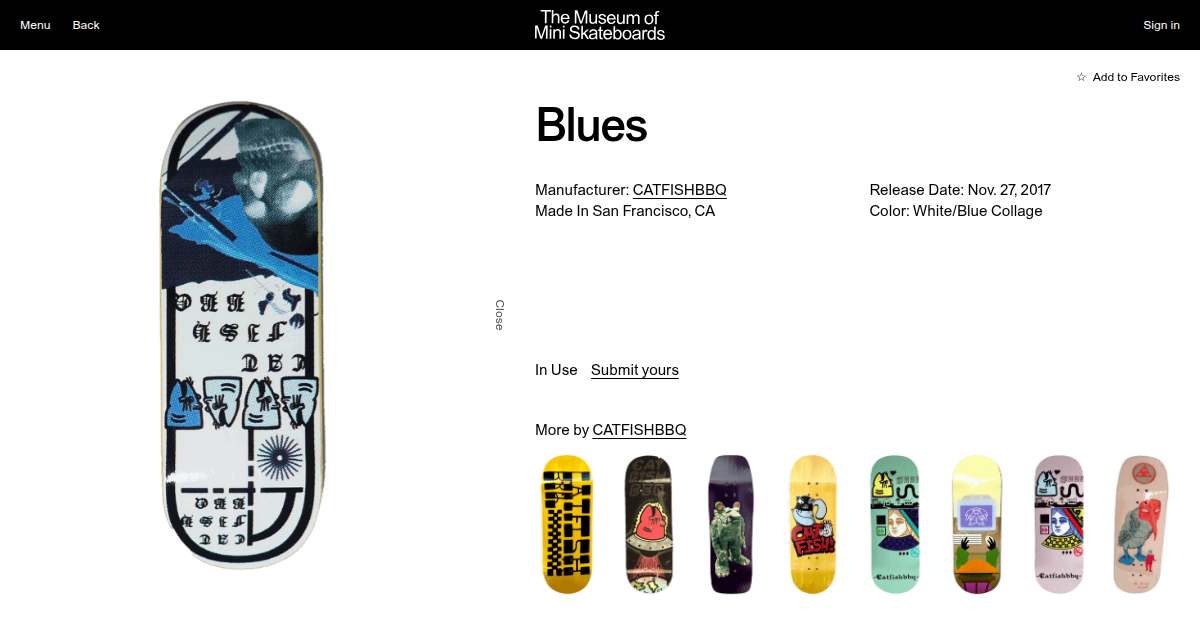 Menu
Back
The Museum of
Mini Skateboards
Sign in
☆ Add to Favorites
Blues
Manufacturer: CATFISHBBQ
Made In San Francisco, CA
Release Date: Nov. 27, 2017
Color: White/Blue Collage
Close
In Use
Submit yours
More by CATFISHBBQ